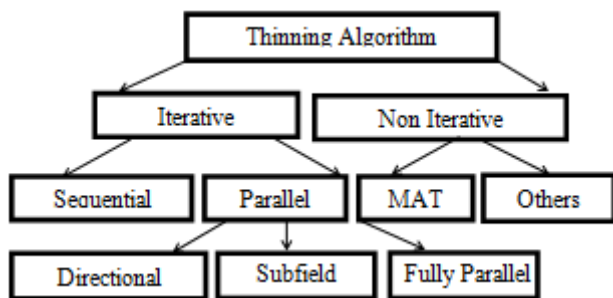 Thinning Algorithm
Iterative
Non Iterative
Sequential
Parallel
MAT
Others
Directional
Subfield
Fully Parallel